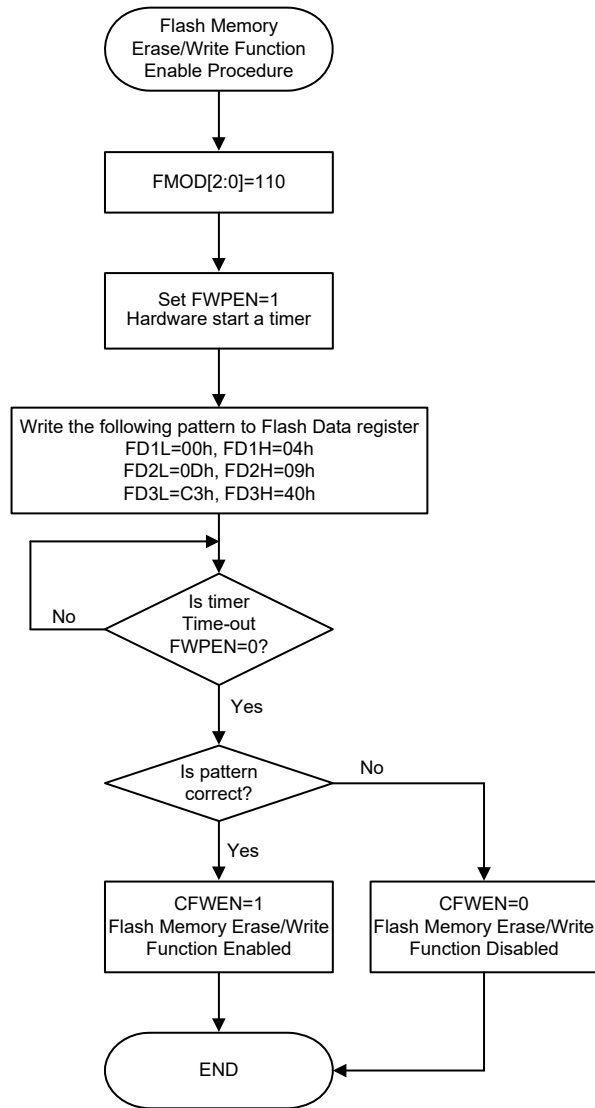 Flash Memory
Erase/Write Function
Enable Procedure
FMOD[2:0]=110
Set FWPEN=1
Hardware start a timer
Write the following pattern to Flash Data register
FD1L=00h, FD1H=04h
FD2L=0Dh, FD2H=09h
FD3L=C3h, FD3H=40h
Is timer
Time-out
FWPEN=0?
No
Yes
Is pattern
correct?
No
Yes
CFWEN=1
Flash Memory Erase/Write
Function Enabled
CFWEN=0
Flash Memory Erase/Write
Function Disabled
END